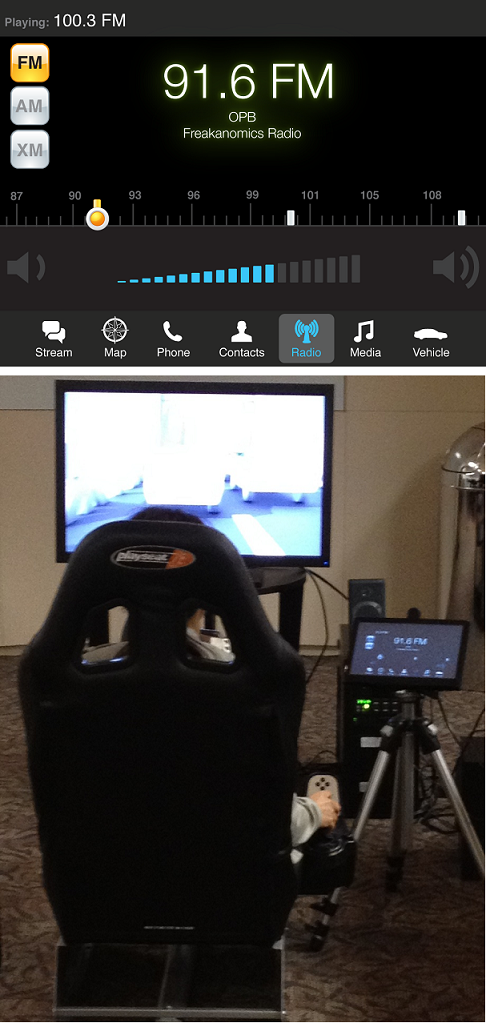 Playing: 100.3 FM
FM
AM
XM
91.6 FM
OPB
Freakanomics Radio
87 90 93 96 99 101 105 108
Stream Map Phone Contacts Radio Media Vehicle
playseat
91.6 FM